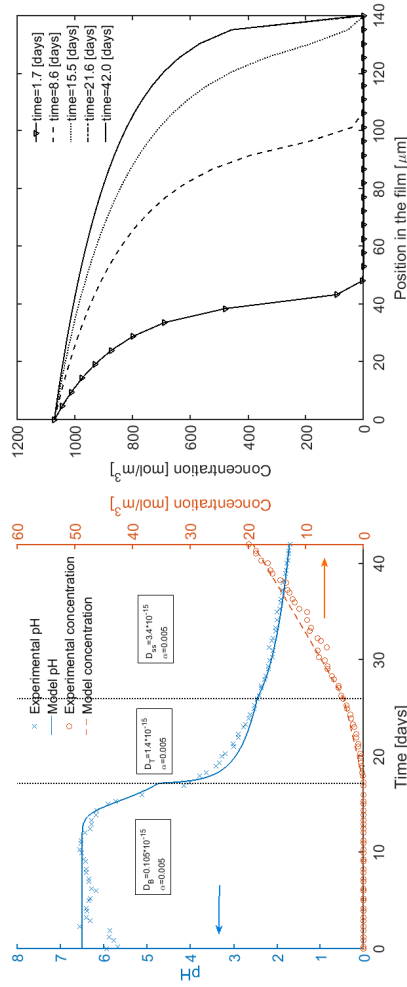 8
7
6
5
4
3
2
1
0
pH
0
10
20
30
40
Time [days]
60
50
40
30
20
10
0
Concentration [mol/m³]
Experimental pH
Model pH
Experimental concentration
Model concentration
D_B=0.105*10^-15
α=0.005
D_T=1.4*10^-15
α=0.005
D_ss=3.4*10^-15
α=0.005
1200
1000
800
600
400
200
0
Concentration [mol/m³]
0
20
40
60
80
100
120
140
Position in the film [μm]
time=1.7 [days]
time=8.6 [days]
time=15.5 [days]
time=21.6 [days]
time=42.0 [days]